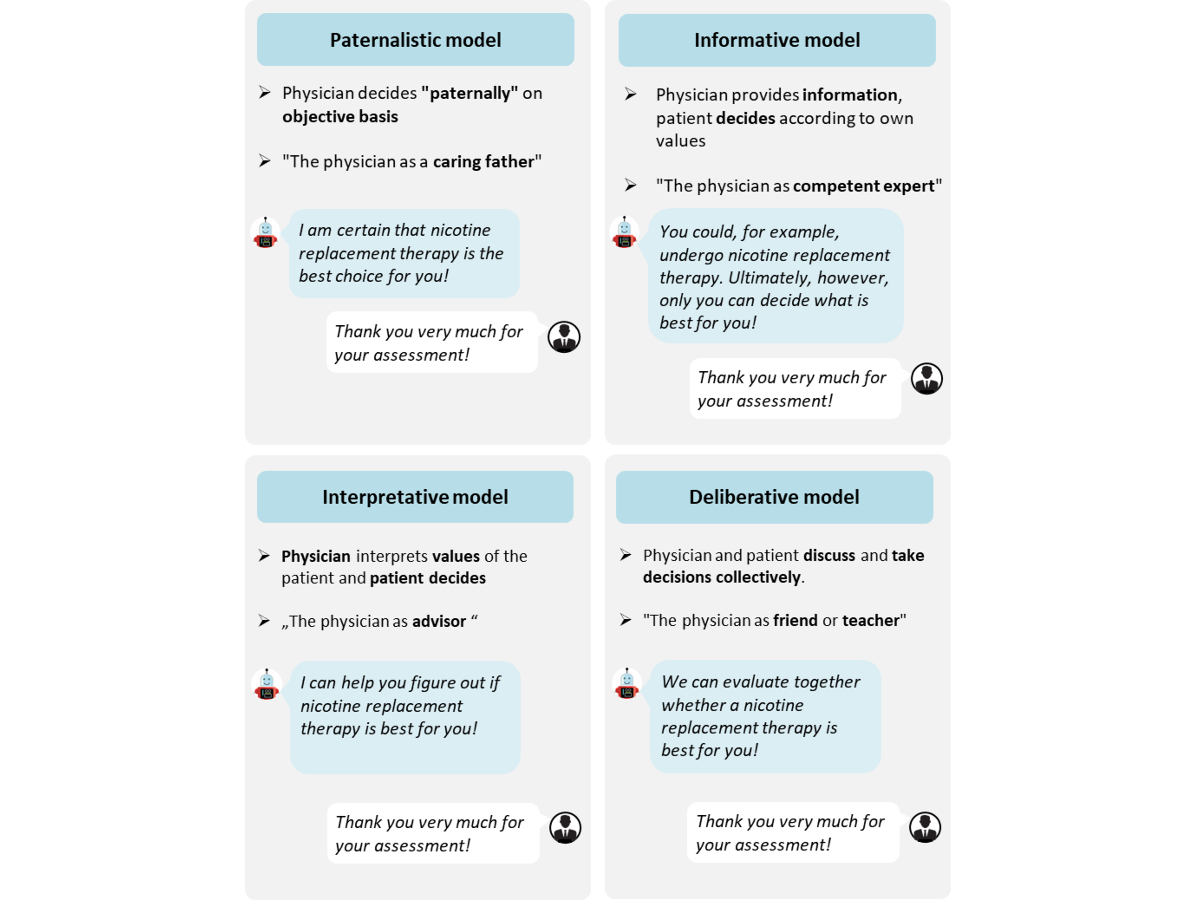 Paternalistic model
Physician decides "paternally" on
objective basis
"The physician as a caring father"
I am certain that nicotine
replacement therapy is the
best choice for you!
Thank you very much for
your assessment!
Informative model
Physician provides information,
patient decides according to own
values
"The physician as competent expert"
You could, for example,
undergo nicotine replacement
therapy. Ultimately, however,
only you can decide what is
best for you!
Thank you very much for
your assessment!
Interpretative model
Physician interprets values of the
patient and patient decides
„The physician as advisor “
I can help you figure out if
nicotine replacement
therapy is best for you!
Thank you very much for
your assessment!
Deliberative model
Physician and patient discuss and take
decisions collectively.
"The physician as friend or teacher"
We can evaluate together
whether a nicotine
replacement therapy is
best for you!
Thank you very much for
your assessment!